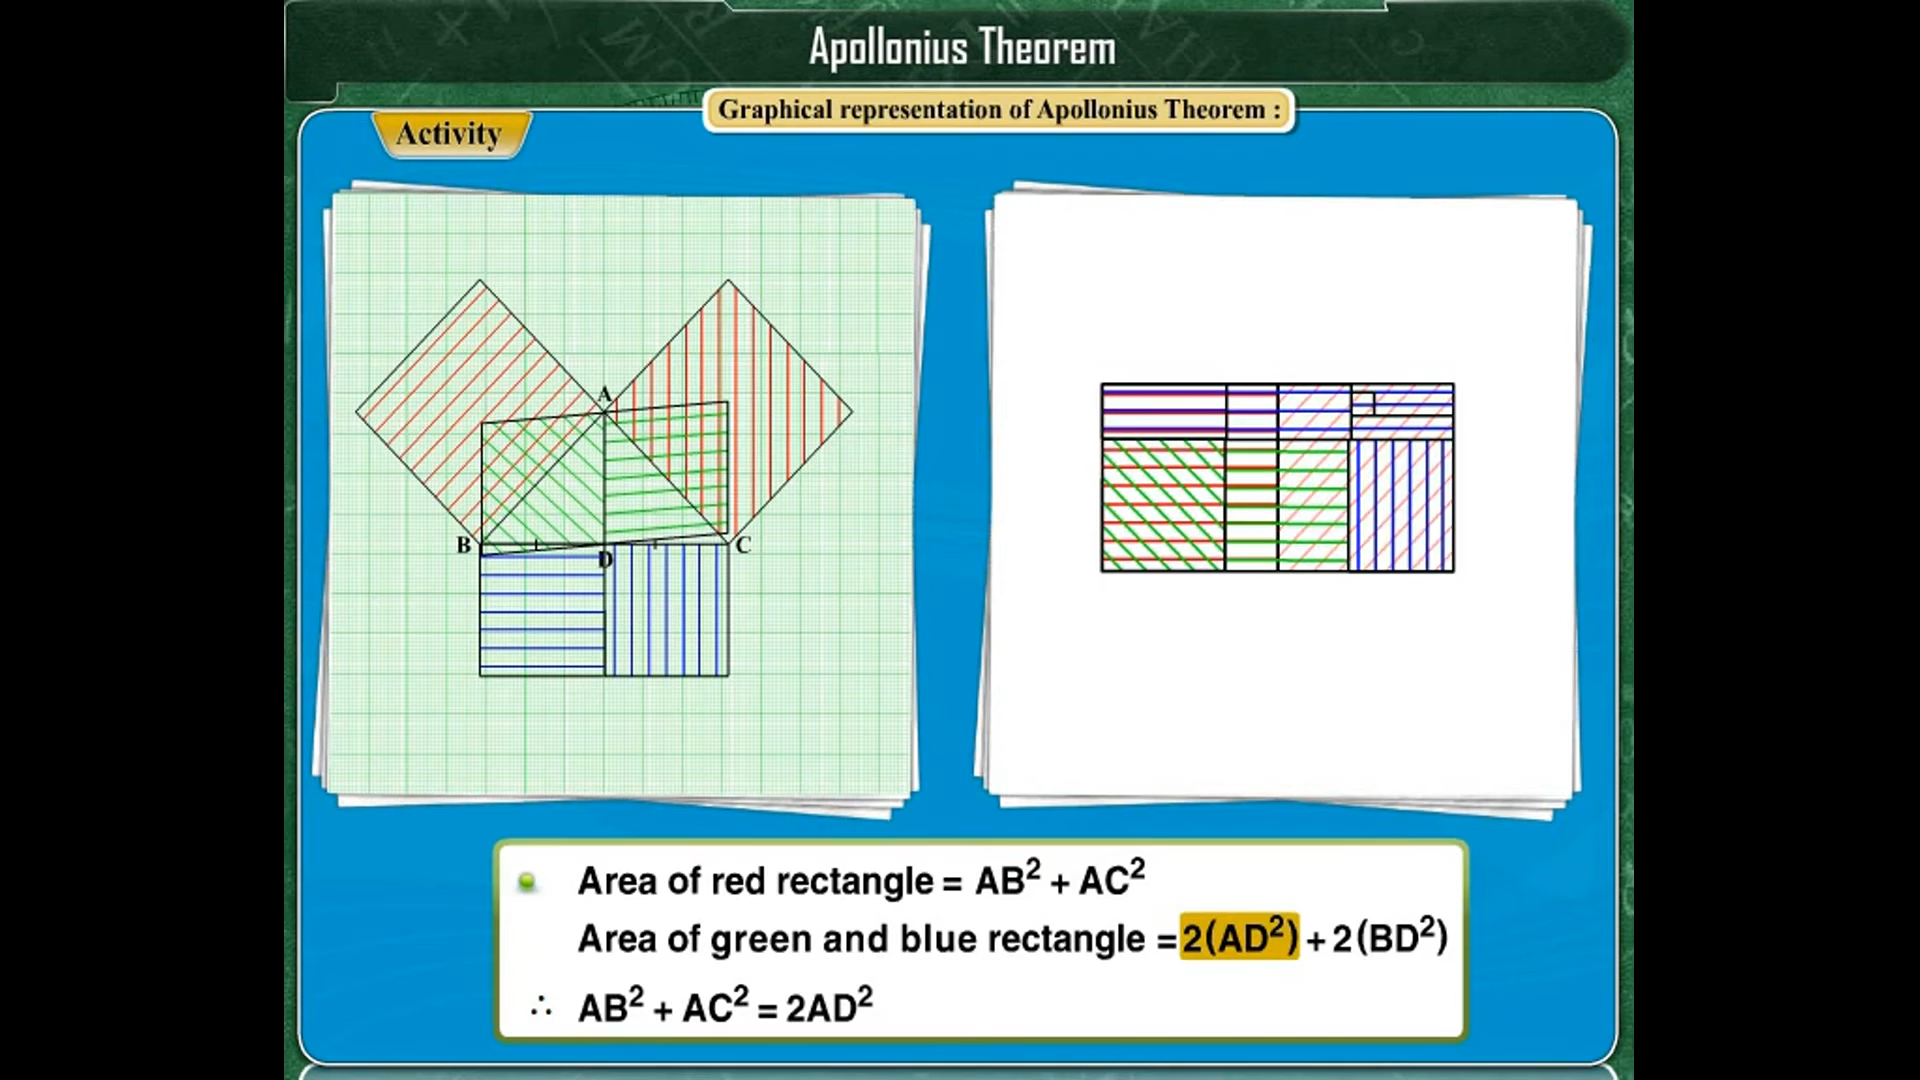 Apollonius Theorem
Graphical representation of Apollonius Theorem :
Activity
A
B
D
C
Area of red rectangle = AB² + AC²
Area of green and blue rectangle = 2(AD²) + 2(BD²)
∴ AB² + AC² = 2AD²